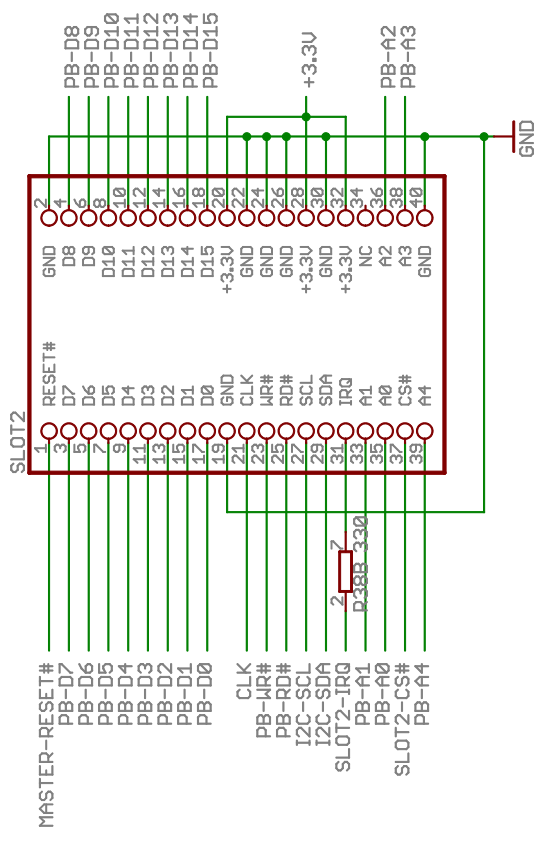 PB-D8
PB-D9
PB-D10
PB-D11
PB-D12
PB-D13
PB-D14
PB-D15
+3.3V
PB-A2
PB-A3
GND
2
4
6
8
10
12
14
16
18
20
22
24
26
28
30
32
34
36
38
40
GND
D8
D9
D10
D11
D12
D13
D14
D15
+3.3V
GND
GND
GND
+3.3V
GND
+3.3V
NC
A2
A3
GND
SLOT2
RESET#
D7
D6
D5
D4
D3
D2
D1
D0
GND
CLK
WR#
RD#
SCL
SDA
IRQ
A1
A0
CS#
A4
1
3
5
7
9
11
13
15
17
19
21
23
25
27
29
31
33
35
37
39
7
2
R38B 330
MASTER-RESET#
PB-D7
PB-D6
PB-D5
PB-D4
PB-D3
PB-D2
PB-D1
PB-D0
CLK
PB-WR#
PB-RD#
I2C-SCL
I2C-SDA
SLOT2-IRQ
PB-A1
PB-A0
SLOT2-CS#
PB-A4